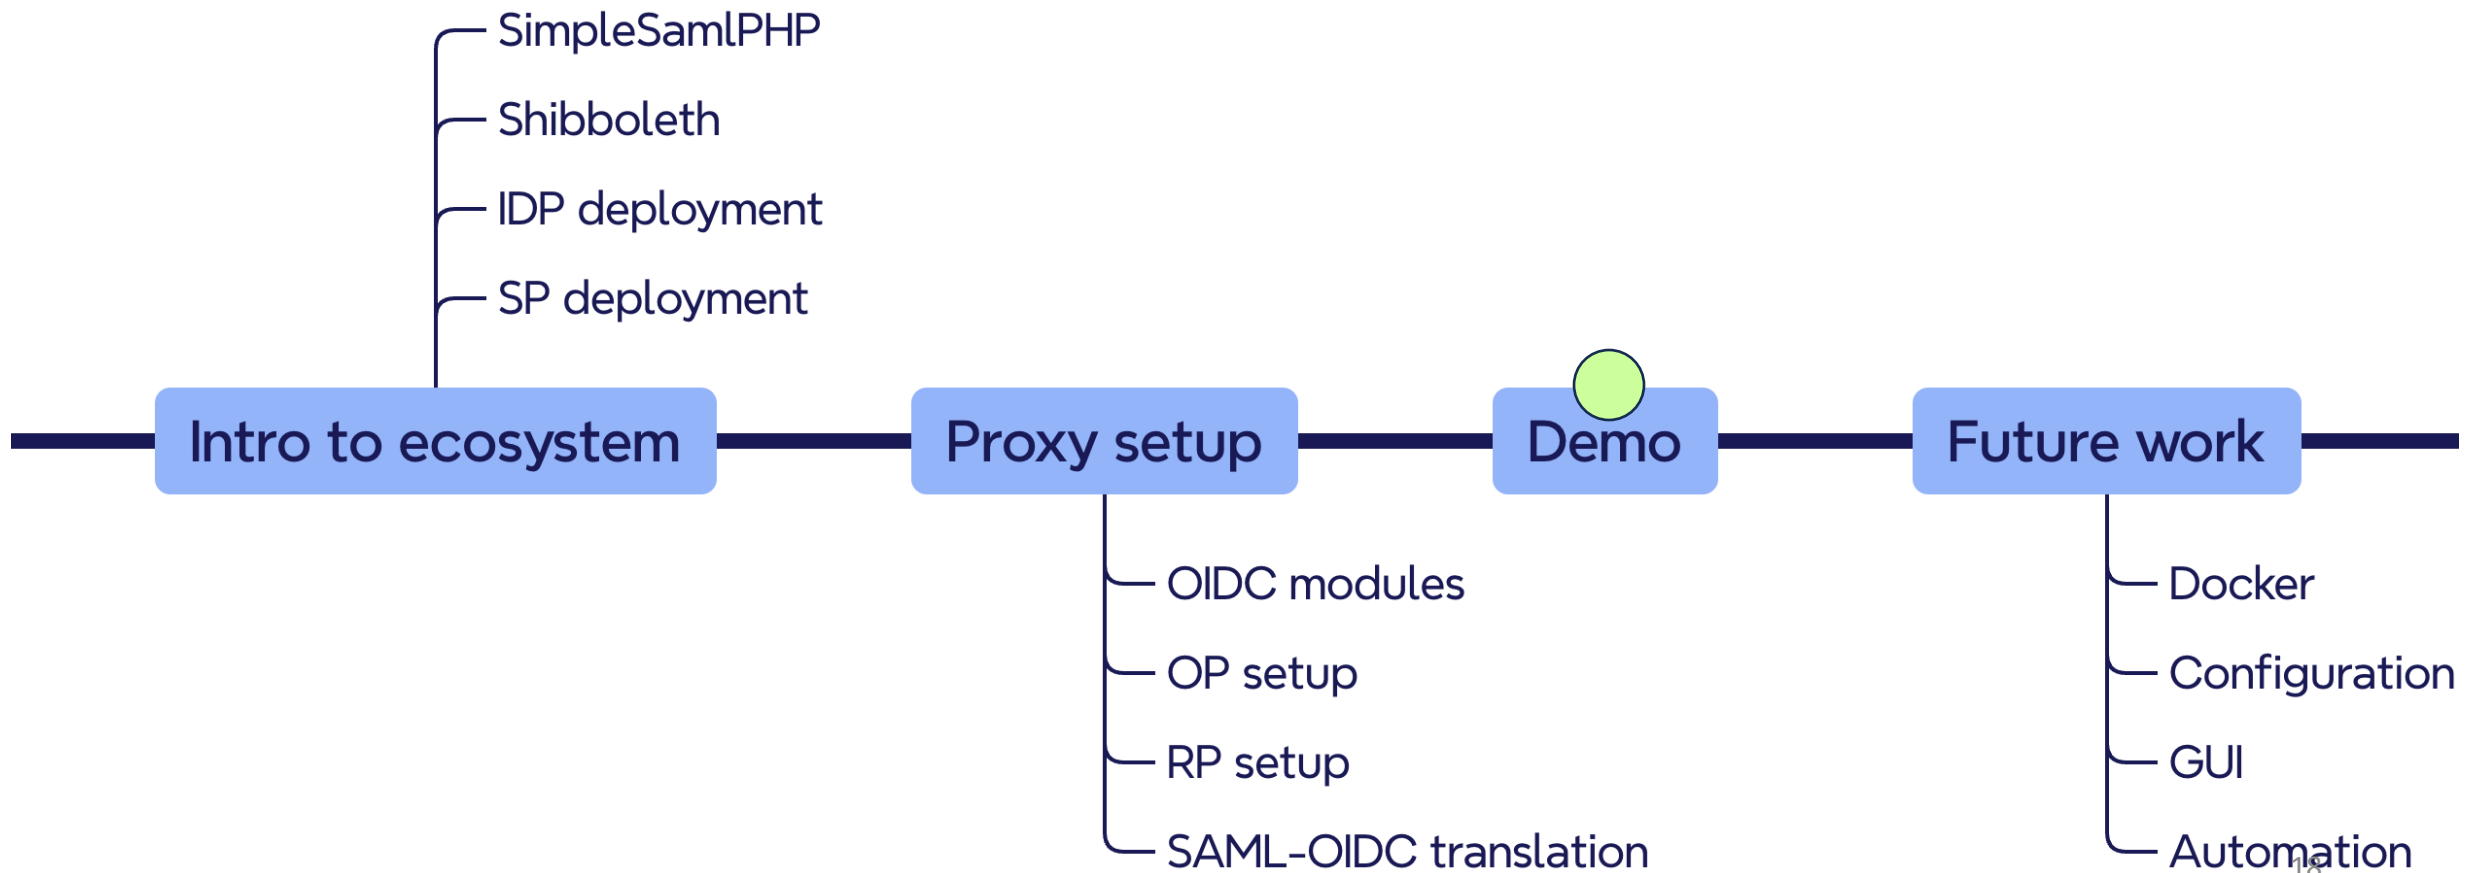 SimpleSamlPHP
Shibboleth
IDP deployment
SP deployment
Intro to ecosystem
Proxy setup
Demo
Future work
OIDC modules
OP setup
RP setup
SAML-OIDC translation
Docker
Configuration
GUI
Automation
18